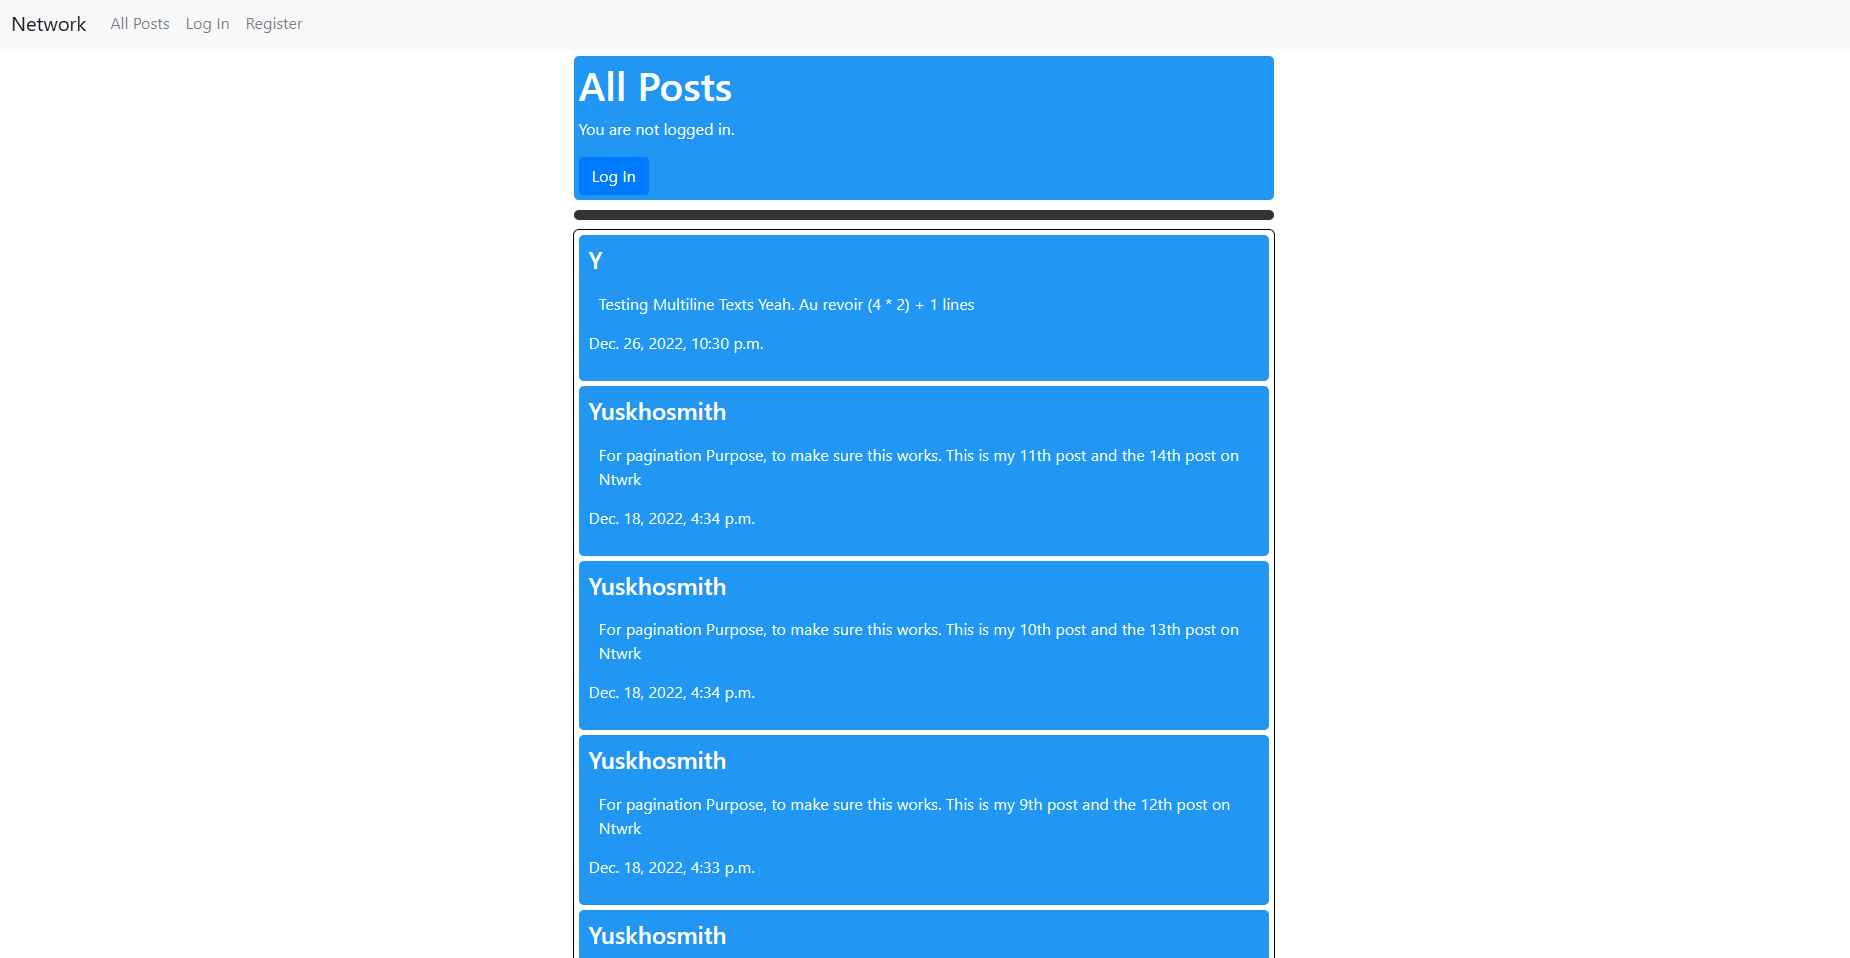 Network All Posts Log In Register
All Posts
You are not logged in.
Log In
Y
Testing Multiline Texts Yeah. Au revoir (4 * 2) + 1 lines
Dec. 26, 2022, 10:30 p.m.
Yuskhosmith
For pagination Purpose, to make sure this works. This is my 11th post and the 14th post on
Ntwrk
Dec. 18, 2022, 4:34 p.m.
Yuskhosmith
For pagination Purpose, to make sure this works. This is my 10th post and the 13th post on
Ntwrk
Dec. 18, 2022, 4:34 p.m.
Yuskhosmith
For pagination Purpose, to make sure this works. This is my 9th post and the 12th post on
Ntwrk
Dec. 18, 2022, 4:33 p.m.
Yuskhosmith